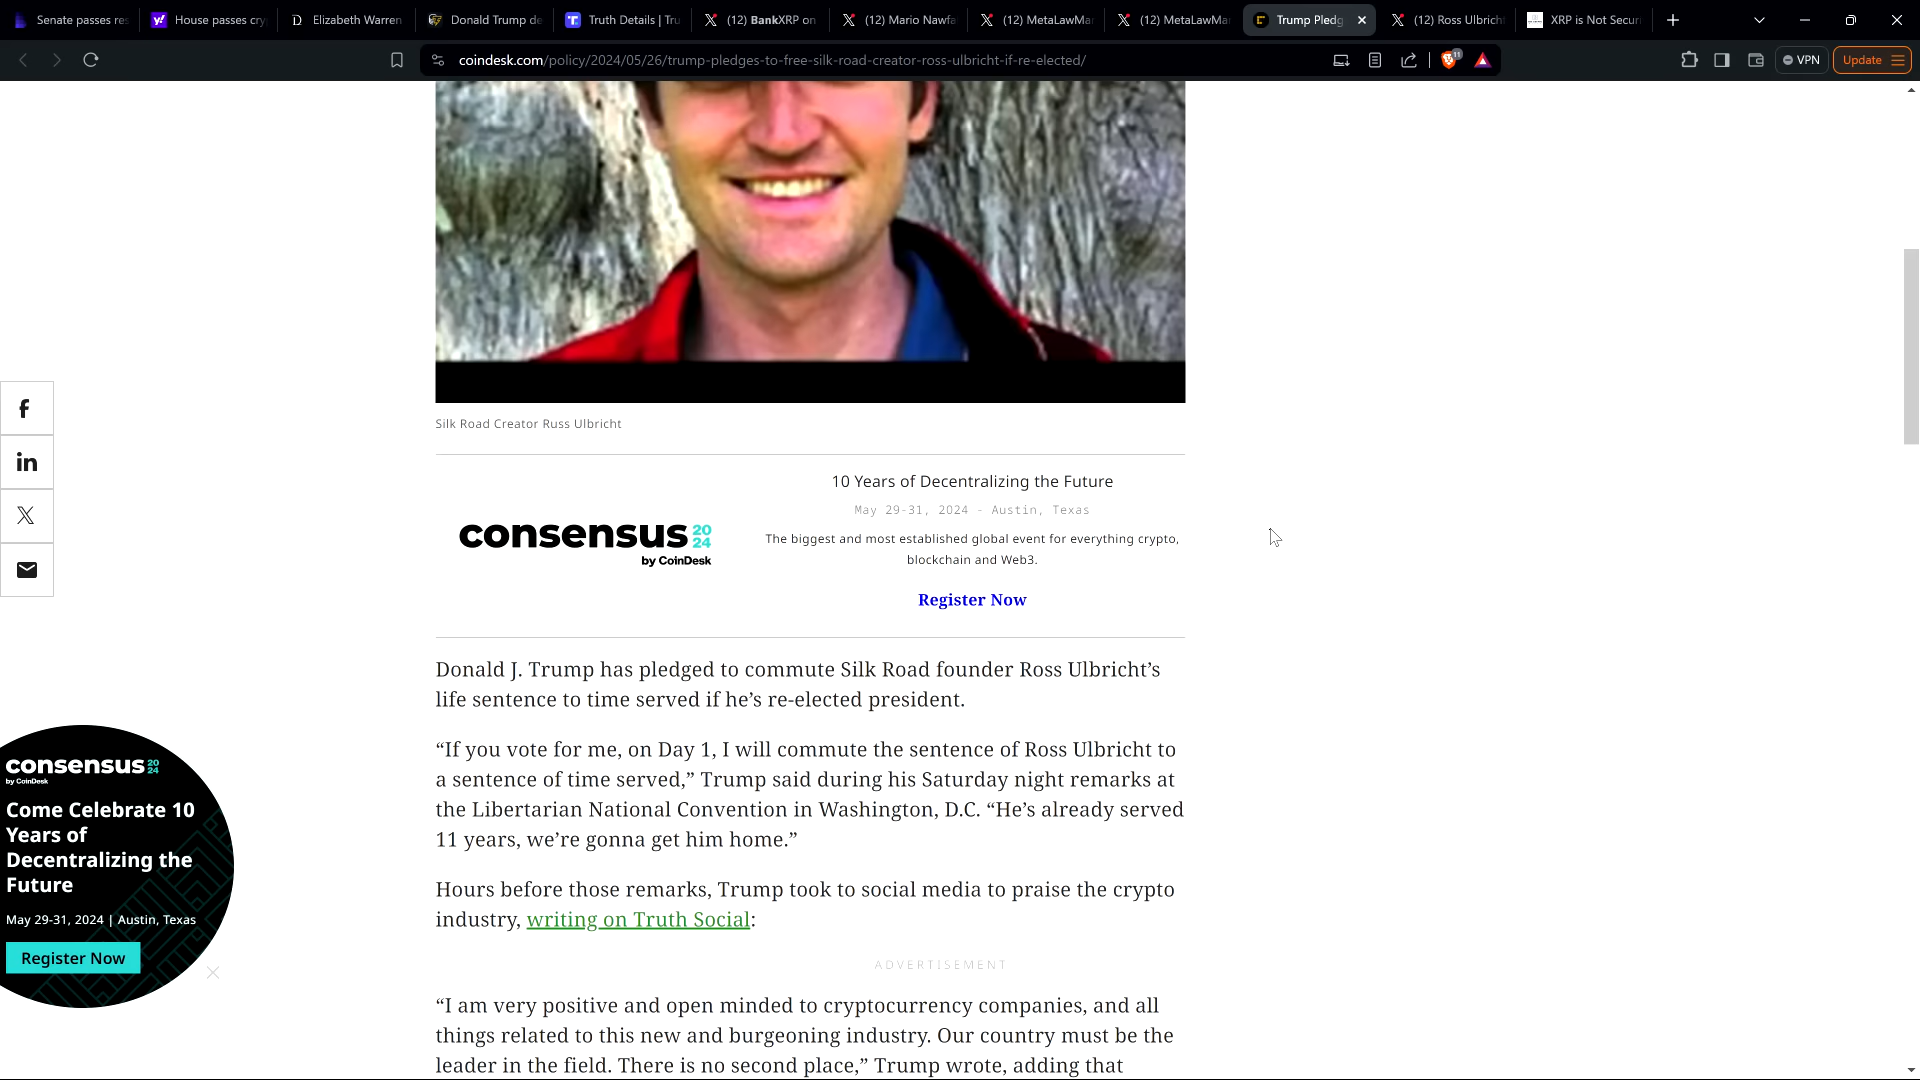 Senate passes res
House passes cry
Elizabeth Warren
Donald Trump de
Truth Details | Tru
(12) BankXRP on
(12) Mario Nawfa
(12) MetaLawMa
(12) MetaLawMa
Trump Pledg
(12) Ross Ulbricht
XRP is Not Secur
coindesk.com/policy/2024/05/26/trump-pledges-to-free-silk-road-creator-ross-ulbricht-if-re-elected/
11
VPN
Update
Silk Road Creator Russ Ulbricht
consensus 2024
by CoinDesk
10 Years of Decentralizing the Future
May 29-31, 2024 - Austin, Texas
The biggest and most established global event for everything crypto,
blockchain and Web3.
Register Now
Donald J. Trump has pledged to commute Silk Road founder Ross Ulbricht’s
life sentence to time served if he’s re-elected president.
“If you vote for me, on Day 1, I will commute the sentence of Ross Ulbricht to
a sentence of time served,” Trump said during his Saturday night remarks at
the Libertarian National Convention in Washington, D.C. “He’s already served
11 years, we’re gonna get him home.”
Hours before those remarks, Trump took to social media to praise the crypto
industry, writing on Truth Social:
ADVERTISEMENT
“I am very positive and open minded to cryptocurrency companies, and all
things related to this new and burgeoning industry. Our country must be the
leader in the field. There is no second place,” Trump wrote, adding that
consensus 2024
by CoinDesk
Come Celebrate 10
Years of
Decentralizing the
Future
May 29-31, 2024 | Austin, Texas
Register Now